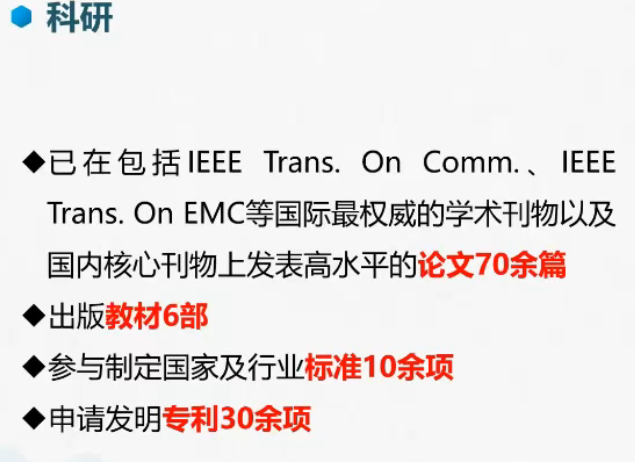 科研
◆已在包括IEEE Trans. On Comm.、IEEE
Trans. On EMC等国际最权威的学术刊物以及
国内核心刊物上发表高水平的论文70余篇
◆出版教材6部
◆参与制定国家及行业标准10余项
◆申请发明专利30余项